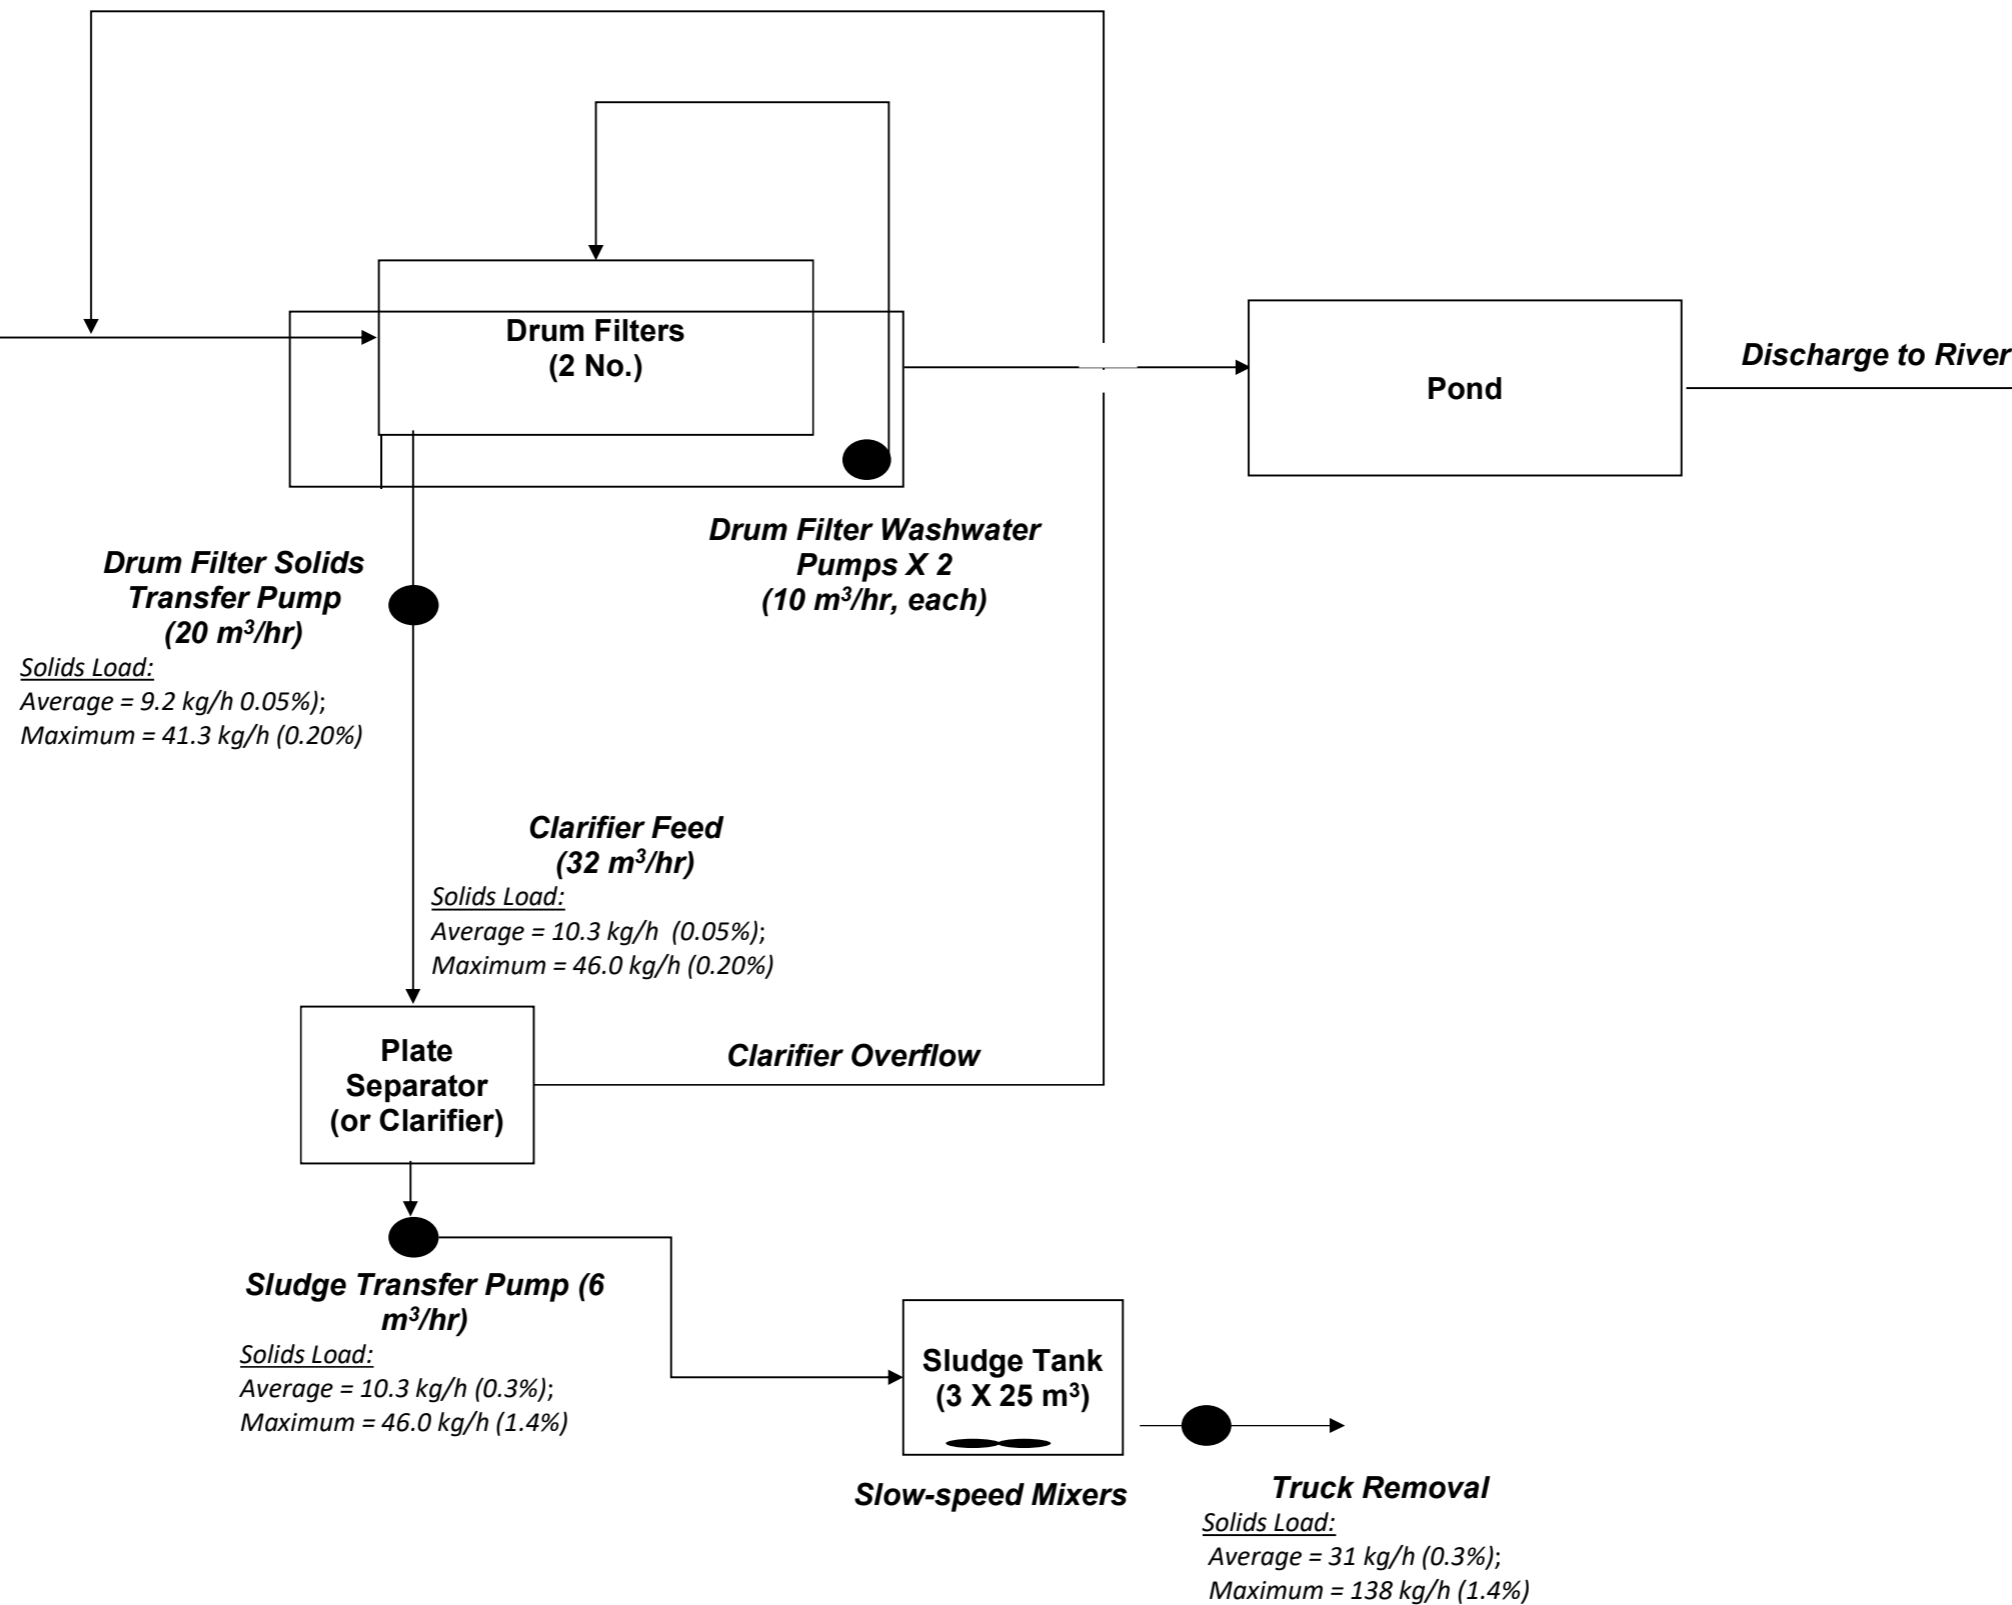 Drum Filters
(2 No.)
Discharge to River
Pond
Drum Filter Washwater
Pumps X 2
(10 m³/hr, each)
Drum Filter Solids
Transfer Pump
(20 m³/hr)
Solids Load:
Average = 9.2 kg/h 0.05%);
Maximum = 41.3 kg/h (0.20%)
Clarifier Feed
(32 m³/hr)
Solids Load:
Average = 10.3 kg/h (0.05%);
Maximum = 46.0 kg/h (0.20%)
Plate
Separator
(or Clarifier)
Clarifier Overflow
Sludge Transfer Pump (6
m³/hr)
Solids Load:
Average = 10.3 kg/h (0.3%);
Maximum = 46.0 kg/h (1.4%)
Sludge Tank
(3 X 25 m³)
Slow-speed Mixers
Truck Removal
Solids Load:
Average = 31 kg/h (0.3%);
Maximum = 138 kg/h (1.4%)